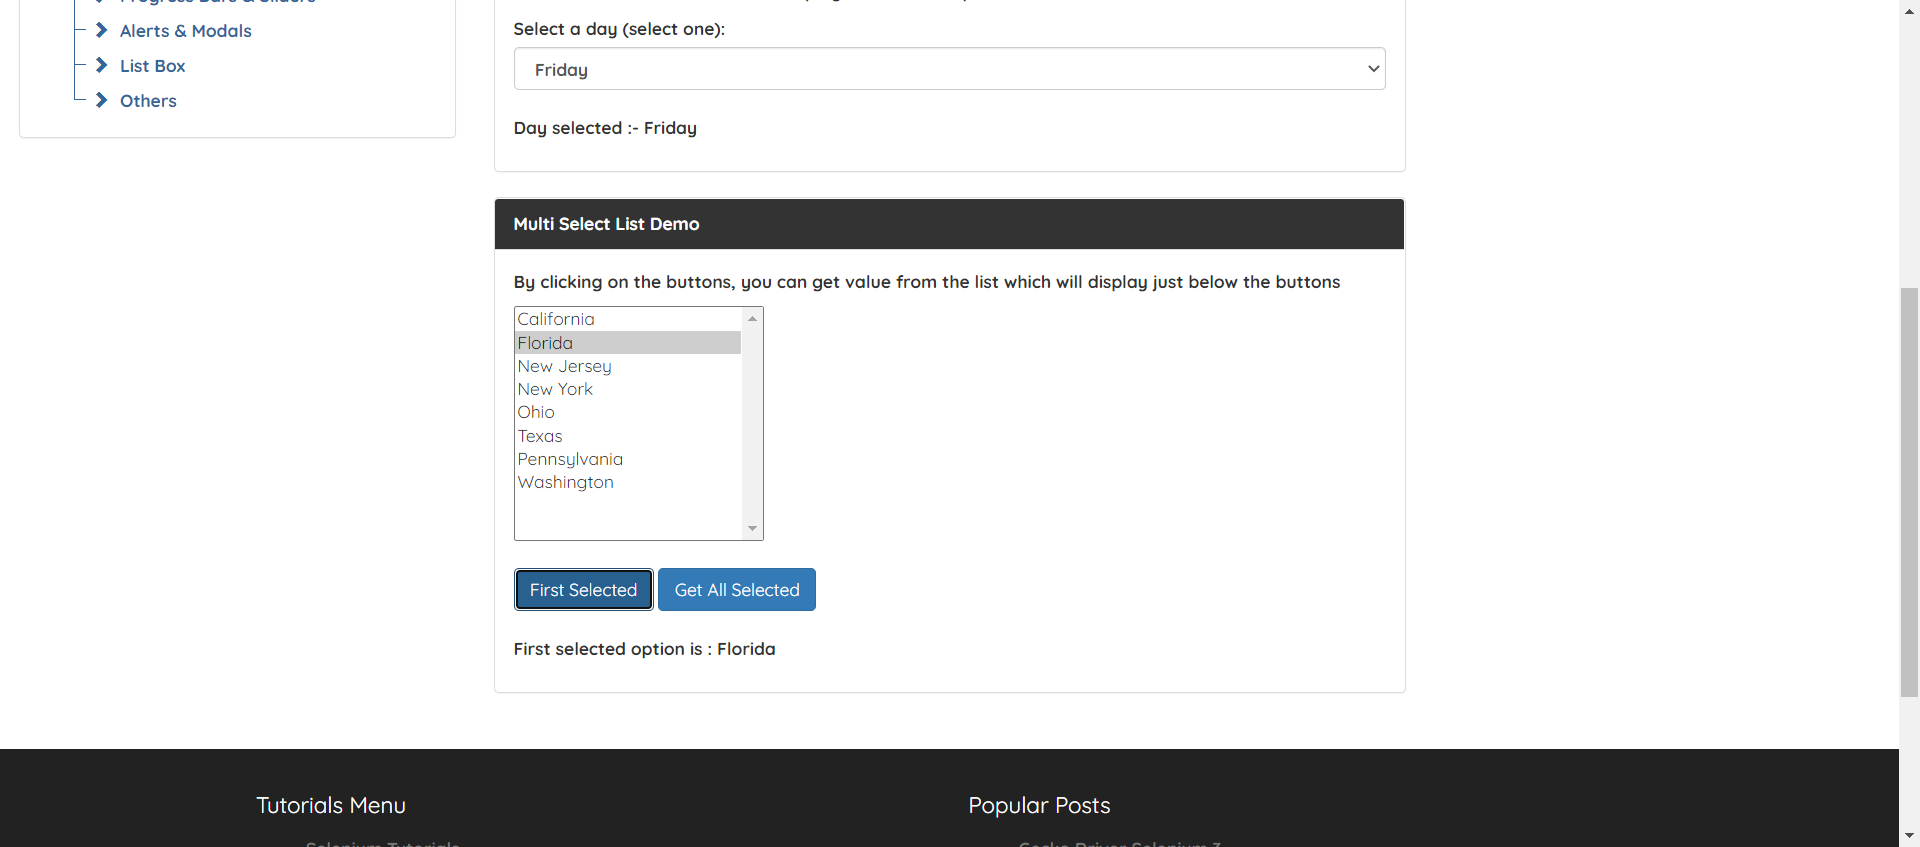 Alerts & Modals
List Box
Others
Select a day (select one):
Friday
Day selected :- Friday
Multi Select List Demo
By clicking on the buttons, you can get value from the list which will display just below the buttons
California
Florida
New Jersey
New York
Ohio
Texas
Pennsylvania
Washington
First Selected Get All Selected
First selected option is : Florida
Tutorials Menu
Popular Posts